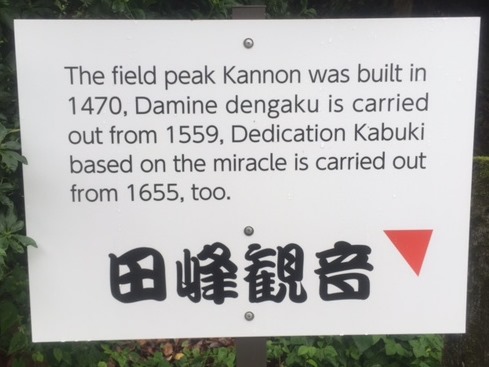 The field peak Kannon was built in
1470, Damine dengaku is carried
out from 1559, Dedication Kabuki
based on the miracle is carried out
from 1655, too.
田峰観音